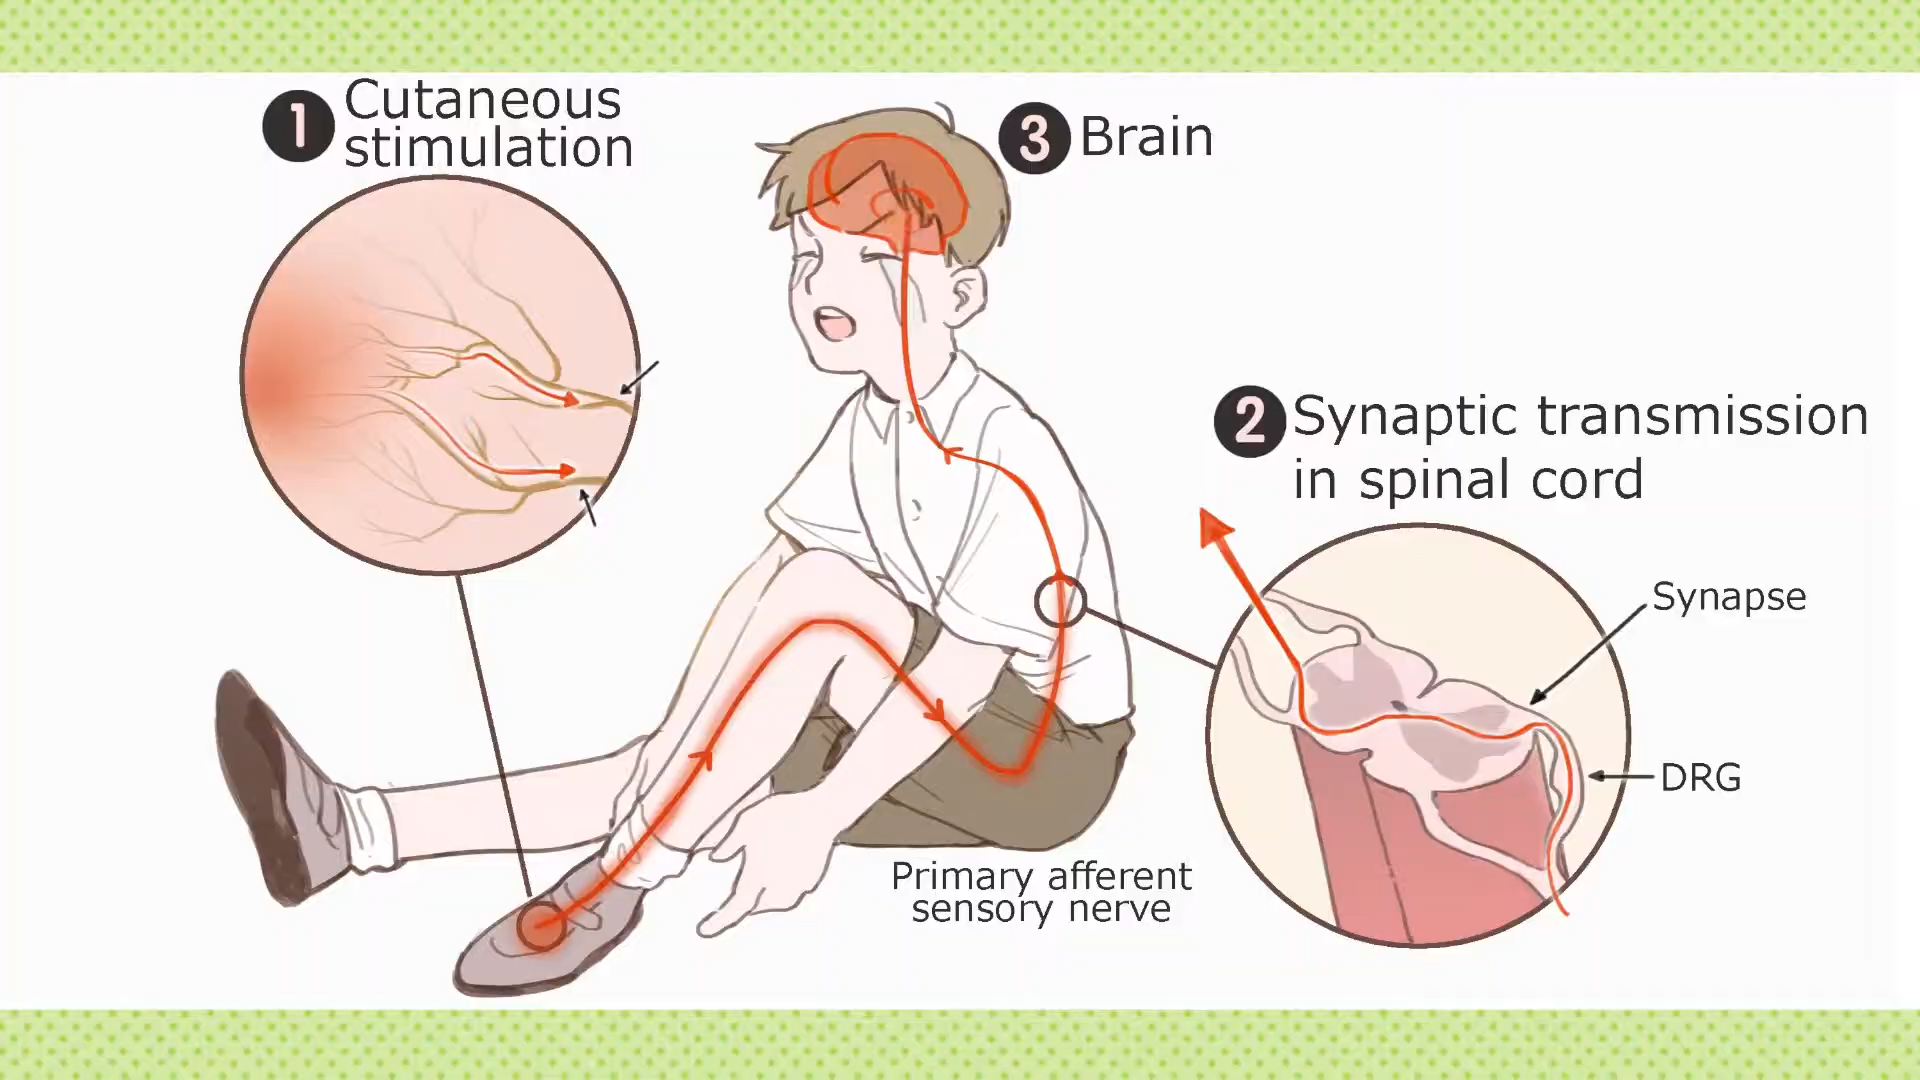 1 Cutaneous
stimulation
3 Brain
2 Synaptic transmission
in spinal cord
Synapse
DRG
Primary afferent
sensory nerve